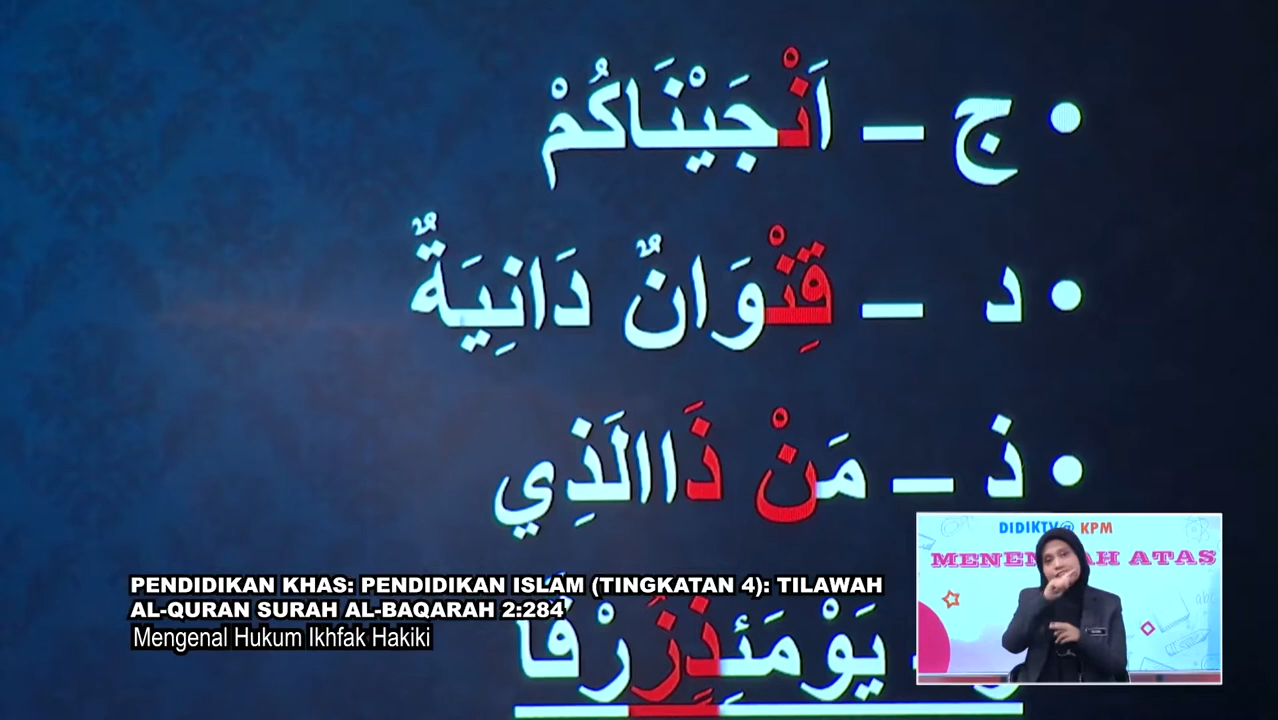 • ج – اَنْجَيْنَاكُمْ
• د – قِنْوَانٌ دَانِيَةٌ
• ذ – مَنْ ذَاالَذِي
يَوْمَئِذٍزُرْقًا
DIDIKTV@ KPM
PENDIDIKAN KHAS: PENDIDIKAN ISLAM (TINGKATAN 4): TILAWAH
AL-QURAN SURAH AL-BAQARAH 2:284
Mengenal Hukum Ikhfak Hakiki